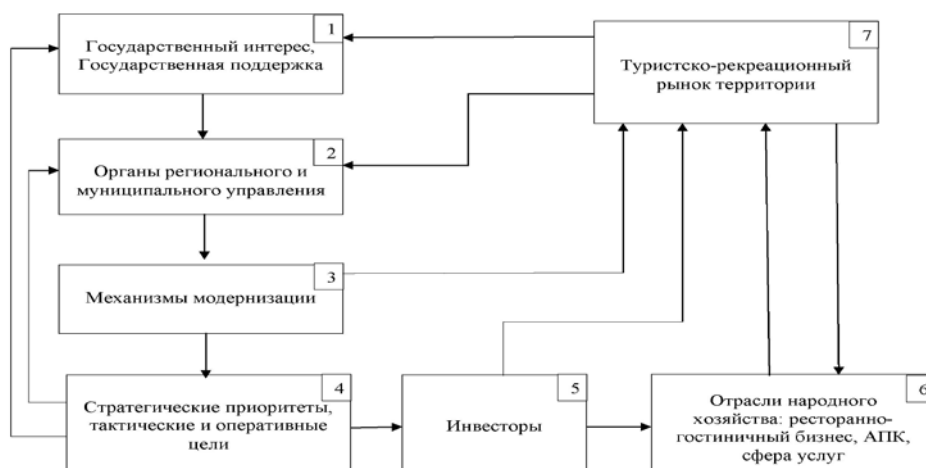 1
Государственный интерес,
Государственная поддержка
2
Органы регионального и
муниципального управления
3
Механизмы модернизации
4
Стратегические приоритеты,
тактические и оперативные
цели
5
Инвесторы
6
Отрасли народного
хозяйства: ресторанно-
гостиничный бизнес, АПК,
сфера услуг
7
Туристско-рекреационный
рынок территории